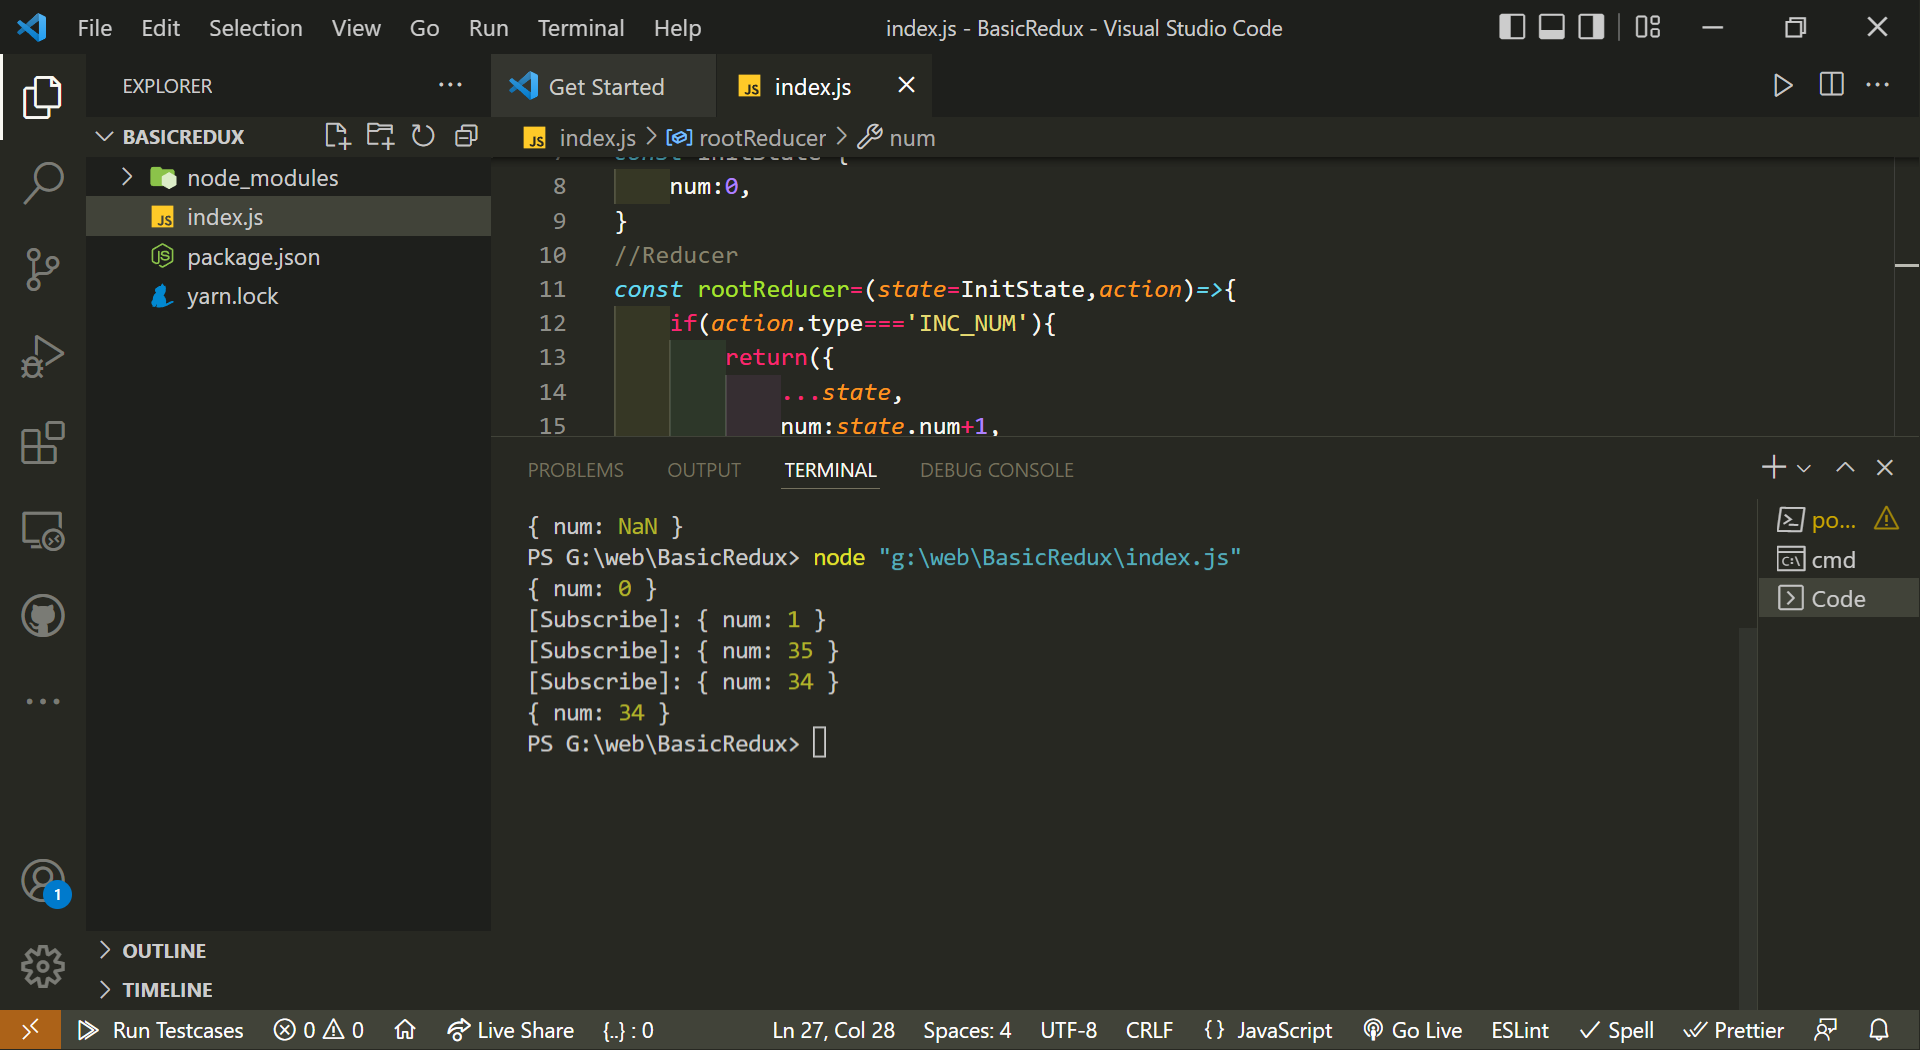 File Edit Selection View Go Run Terminal Help index.js - BasicRedux - Visual Studio Code
EXPLORER
BASICREDUX
node_modules
index.js
package.json
yarn.lock
OUTLINE
TIMELINE
1
Get Started index.js
index.js > rootReducer > num
8 num:0,
9 }
10 //Reducer
11 const rootReducer=(state=InitState,action)=>{
12 if(action.type==='INC_NUM'){
13 return({
14 ...state,
15 num:state.num+1,
PROBLEMS OUTPUT TERMINAL DEBUG CONSOLE
{ num: NaN }
PS G:\web\BasicRedux> node "g:\web\BasicRedux\index.js"
{ num: 0 }
[Subscribe]: { num: 1 }
[Subscribe]: { num: 35 }
[Subscribe]: { num: 34 }
{ num: 34 }
PS G:\web\BasicRedux>
po...
cmd
Code
Run Testcases 0 0 Live Share {..} : 0 Ln 27, Col 28 Spaces: 4 UTF-8 CRLF {} JavaScript Go Live ESLint Spell Prettier